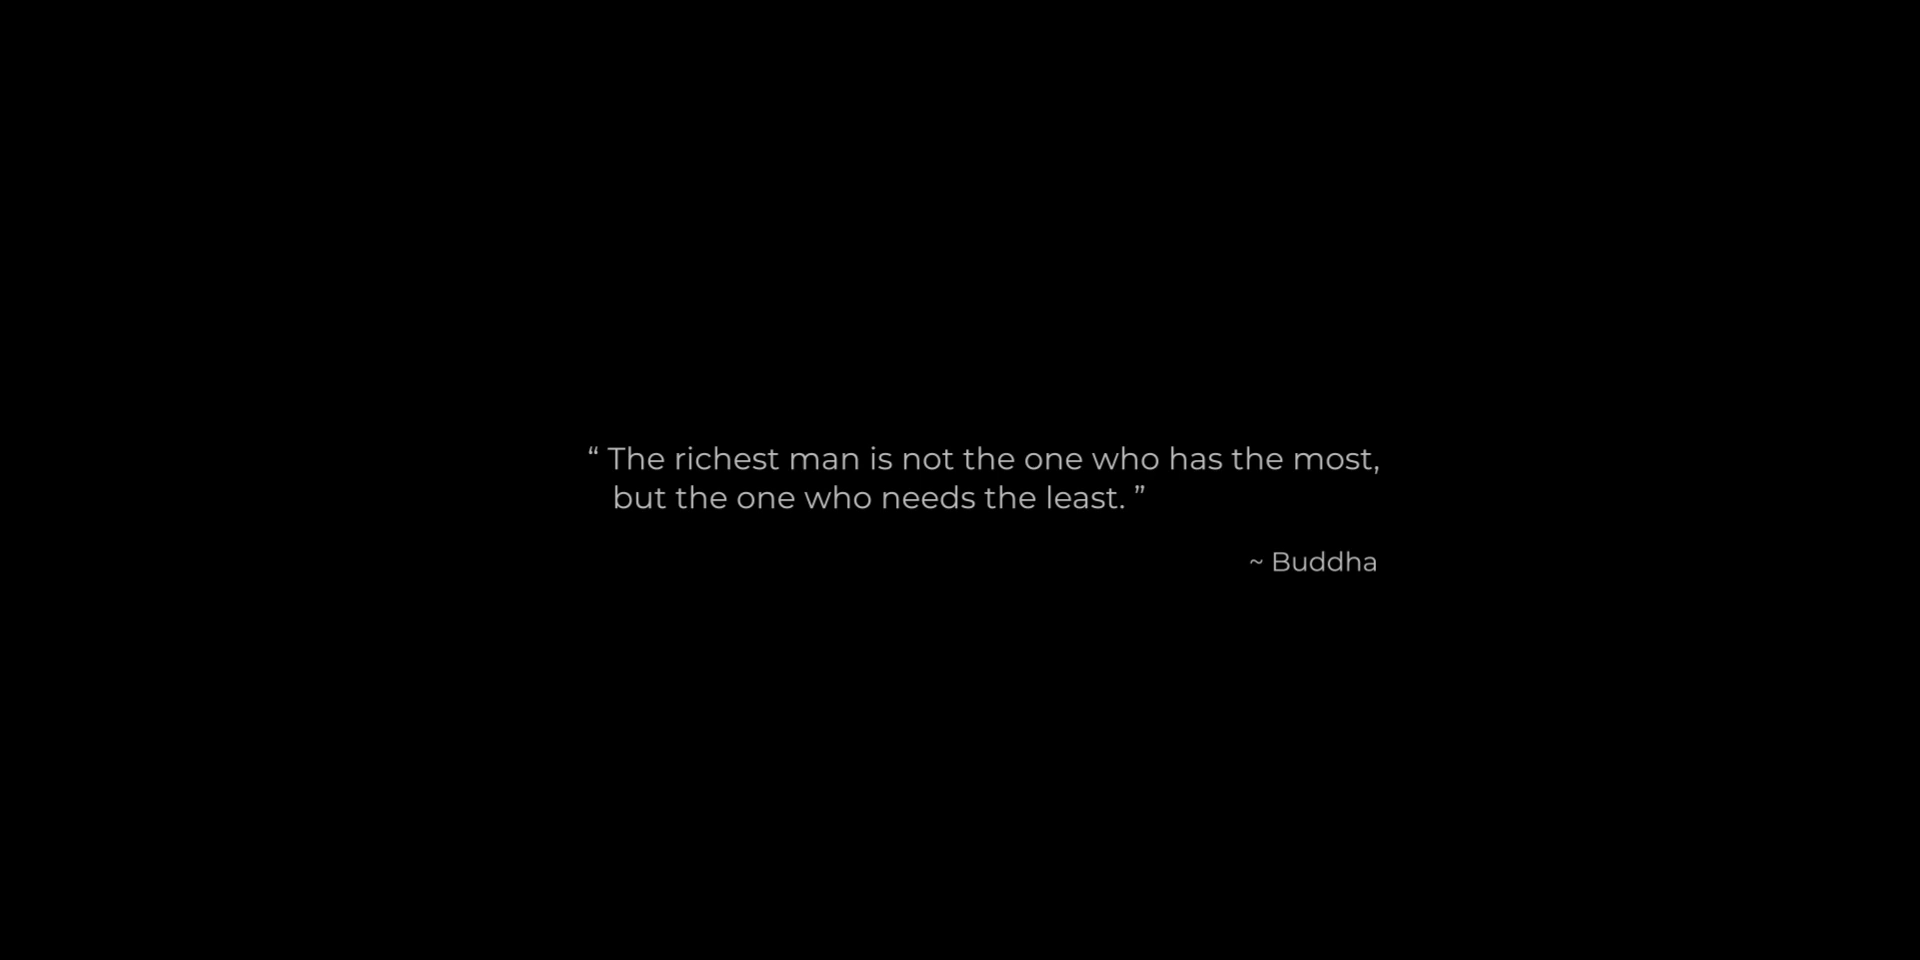 “ The richest man is not the one who has the most,
but the one who needs the least. ”
~ Buddha